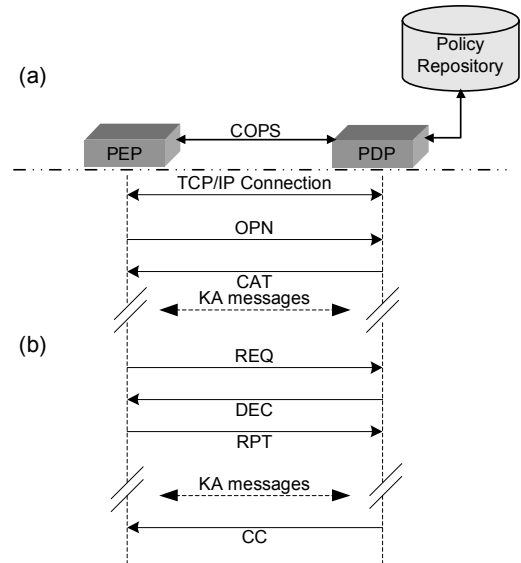 Policy
Repository
(a)
COPS
PEP
PDP
TCP/IP Connection
OPN
CAT
KA messages
(b)
REQ
DEC
RPT
KA messages
CC